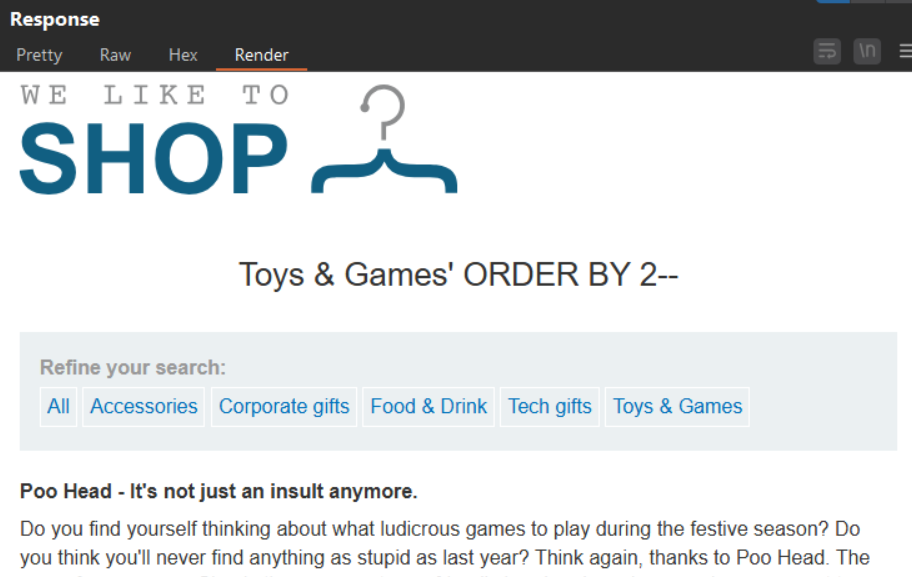 Response
Pretty Raw Hex Render \n
WE LIKE TO
SHOP
Toys & Games' ORDER BY 2--
Refine your search:
All Accessories Corporate gifts Food & Drink Tech gifts Toys & Games
Poo Head - It's not just an insult anymore.
Do you find yourself thinking about what ludicrous games to play during the festive season? Do
you think you'll never find anything as stupid as last year? Think again, thanks to Poo Head. The